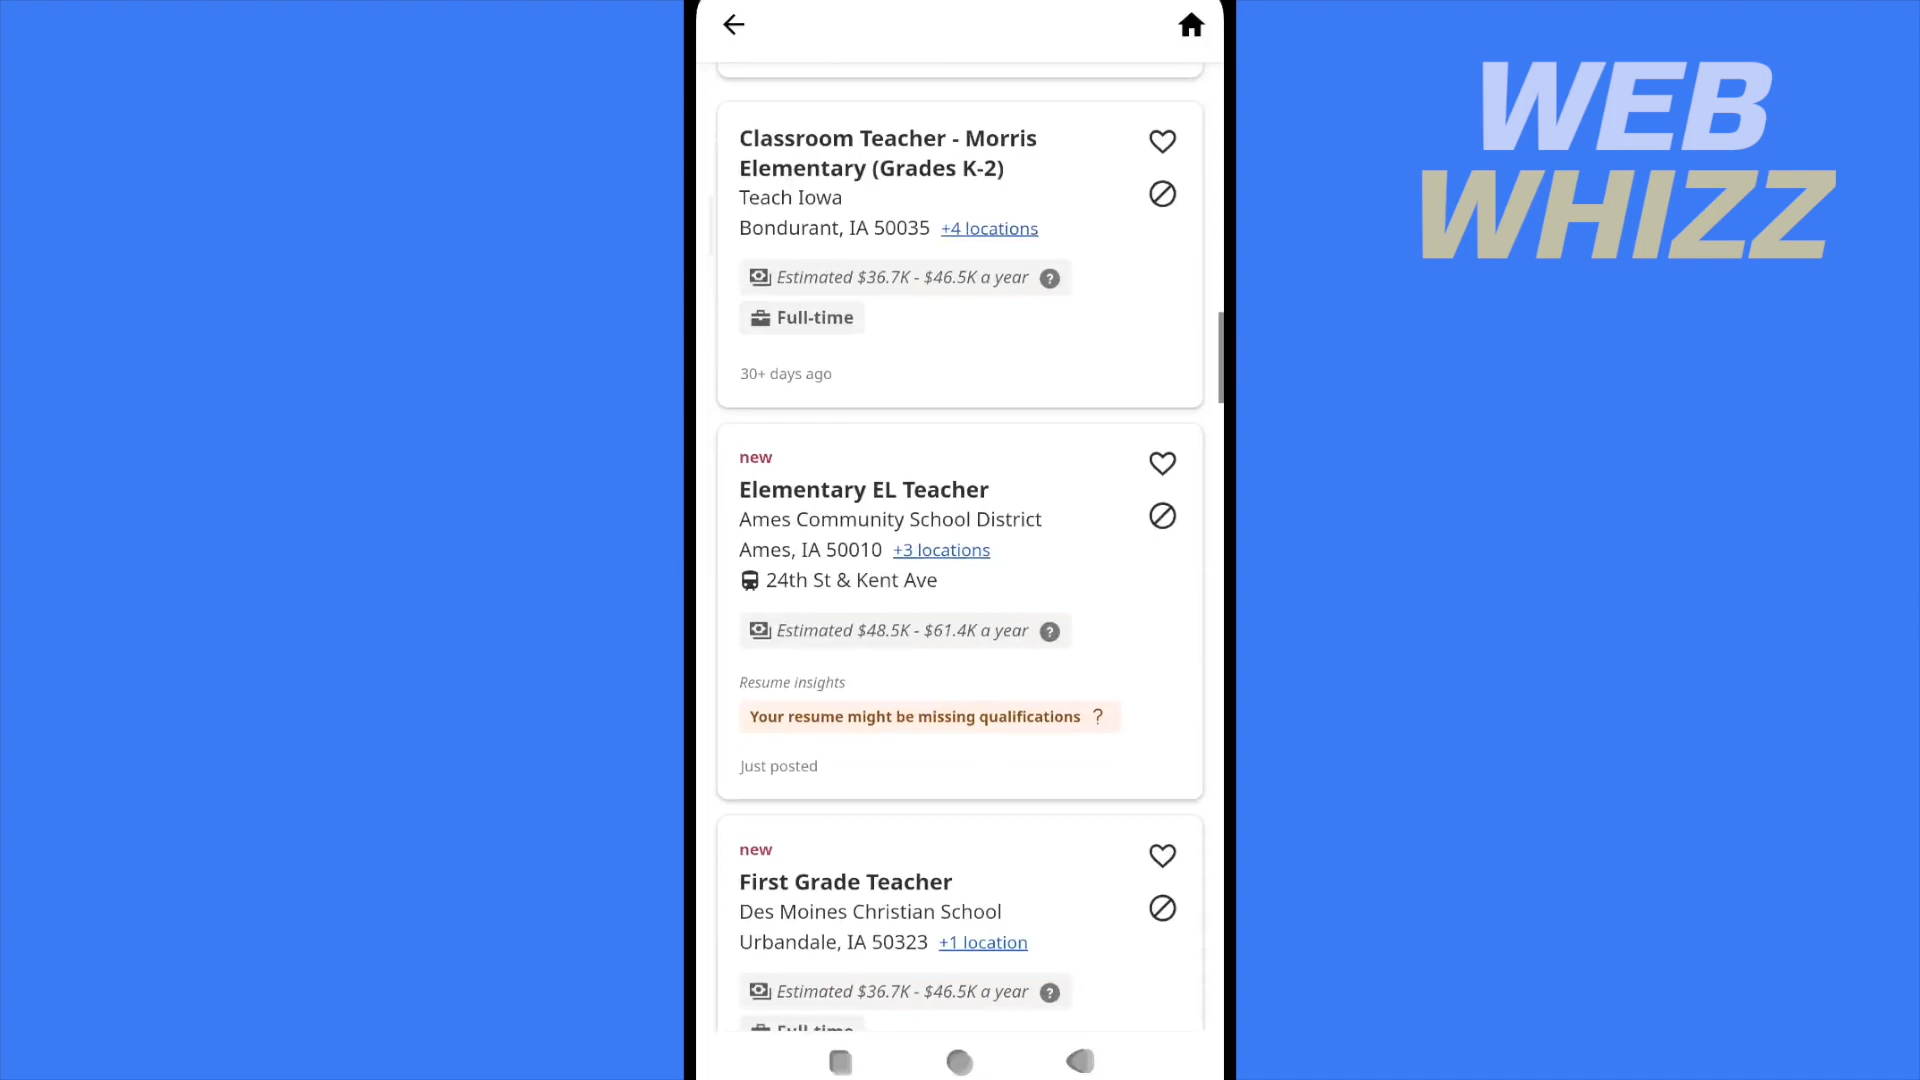 WEB
WHIZZ
Classroom Teacher - Morris
Elementary (Grades K-2)
Teach Iowa
Bondurant, IA 50035 +4 locations
Estimated $36.7K - $46.5K a year ?
Full-time
30+ days ago
new
Elementary EL Teacher
Ames Community School District
Ames, IA 50010 +3 locations
24th St & Kent Ave
Estimated $48.5K - $61.4K a year ?
Resume insights
Your resume might be missing qualifications ?
Just posted
new
First Grade Teacher
Des Moines Christian School
Urbandale, IA 50323 +1 location
Estimated $36.7K - $46.5K a year ?
Full-time